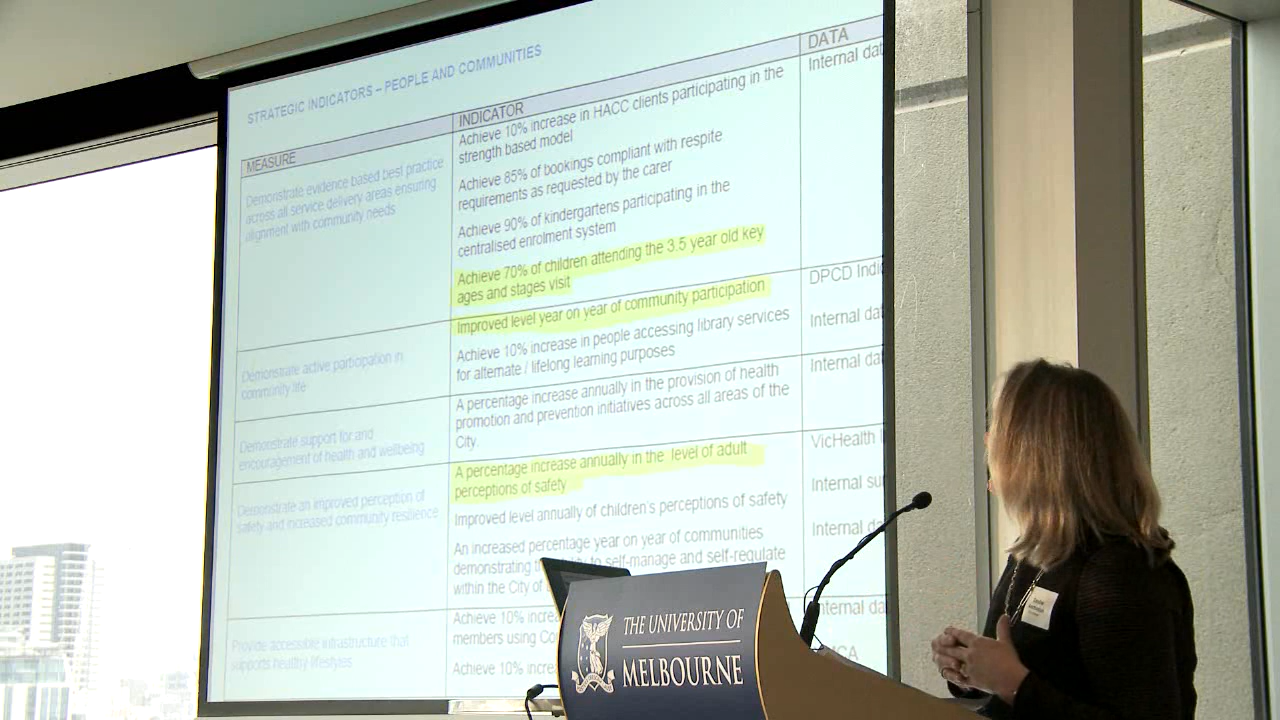 STRATEGIC INDICATORS – PEOPLE AND COMMUNITIES
MEASURE
INDICATOR
DATA
Demonstrate evidence based best practice
across all service delivery areas ensuring
alignment with community needs
Achieve 10% increase in HACC clients participating in the
strength based model
Internal dat
Achieve 85% of bookings compliant with respite
requirements as requested by the carer
Achieve 90% of kindergartens participating in the
centralised enrolment system
Achieve 70% of children attending the 3.5 year old key
ages and stages visit
Demonstrate active participation in
community life
Improved level year on year of community participation
DPCD Indic
Achieve 10% increase in people accessing library services
for alternate / lifelong learning purposes
Internal dat
Demonstrate support for and
encouragement of health and wellbeing
A percentage increase annually in the provision of health
promotion and prevention initiatives across all areas of the
City.
Internal dat
Demonstrate an improved perception of
safety and increased community resilience
A percentage increase annually in the level of adult
perceptions of safety
VicHealth
Improved level annually of children's perceptions of safety
Internal su
An increased percentage year on year of communities
demonstrating to self-manage and self-regulate
within the City of
Internal dat
Provide accessible infrastructure that
supports healthy lifestyles
Achieve 10% incre
members using Co
nternal dat
Achieve 10% increa
THE UNIVERSITY OF
MELBOURNE